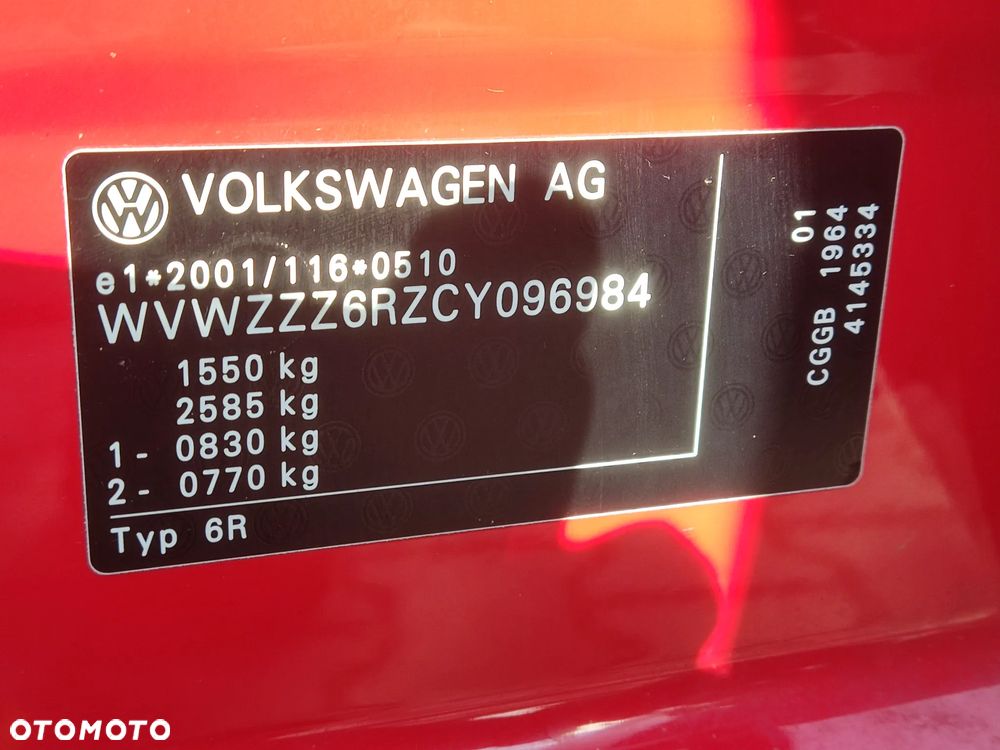 VOLKSWAGEN AG
e1*2001/116*0510
WVWZZZ6RZCY096984
1550 kg
2585 kg
1- 0830 kg
2- 0770 kg
Typ 6R
01
CGGB 1964
4145334
OTOMOTO